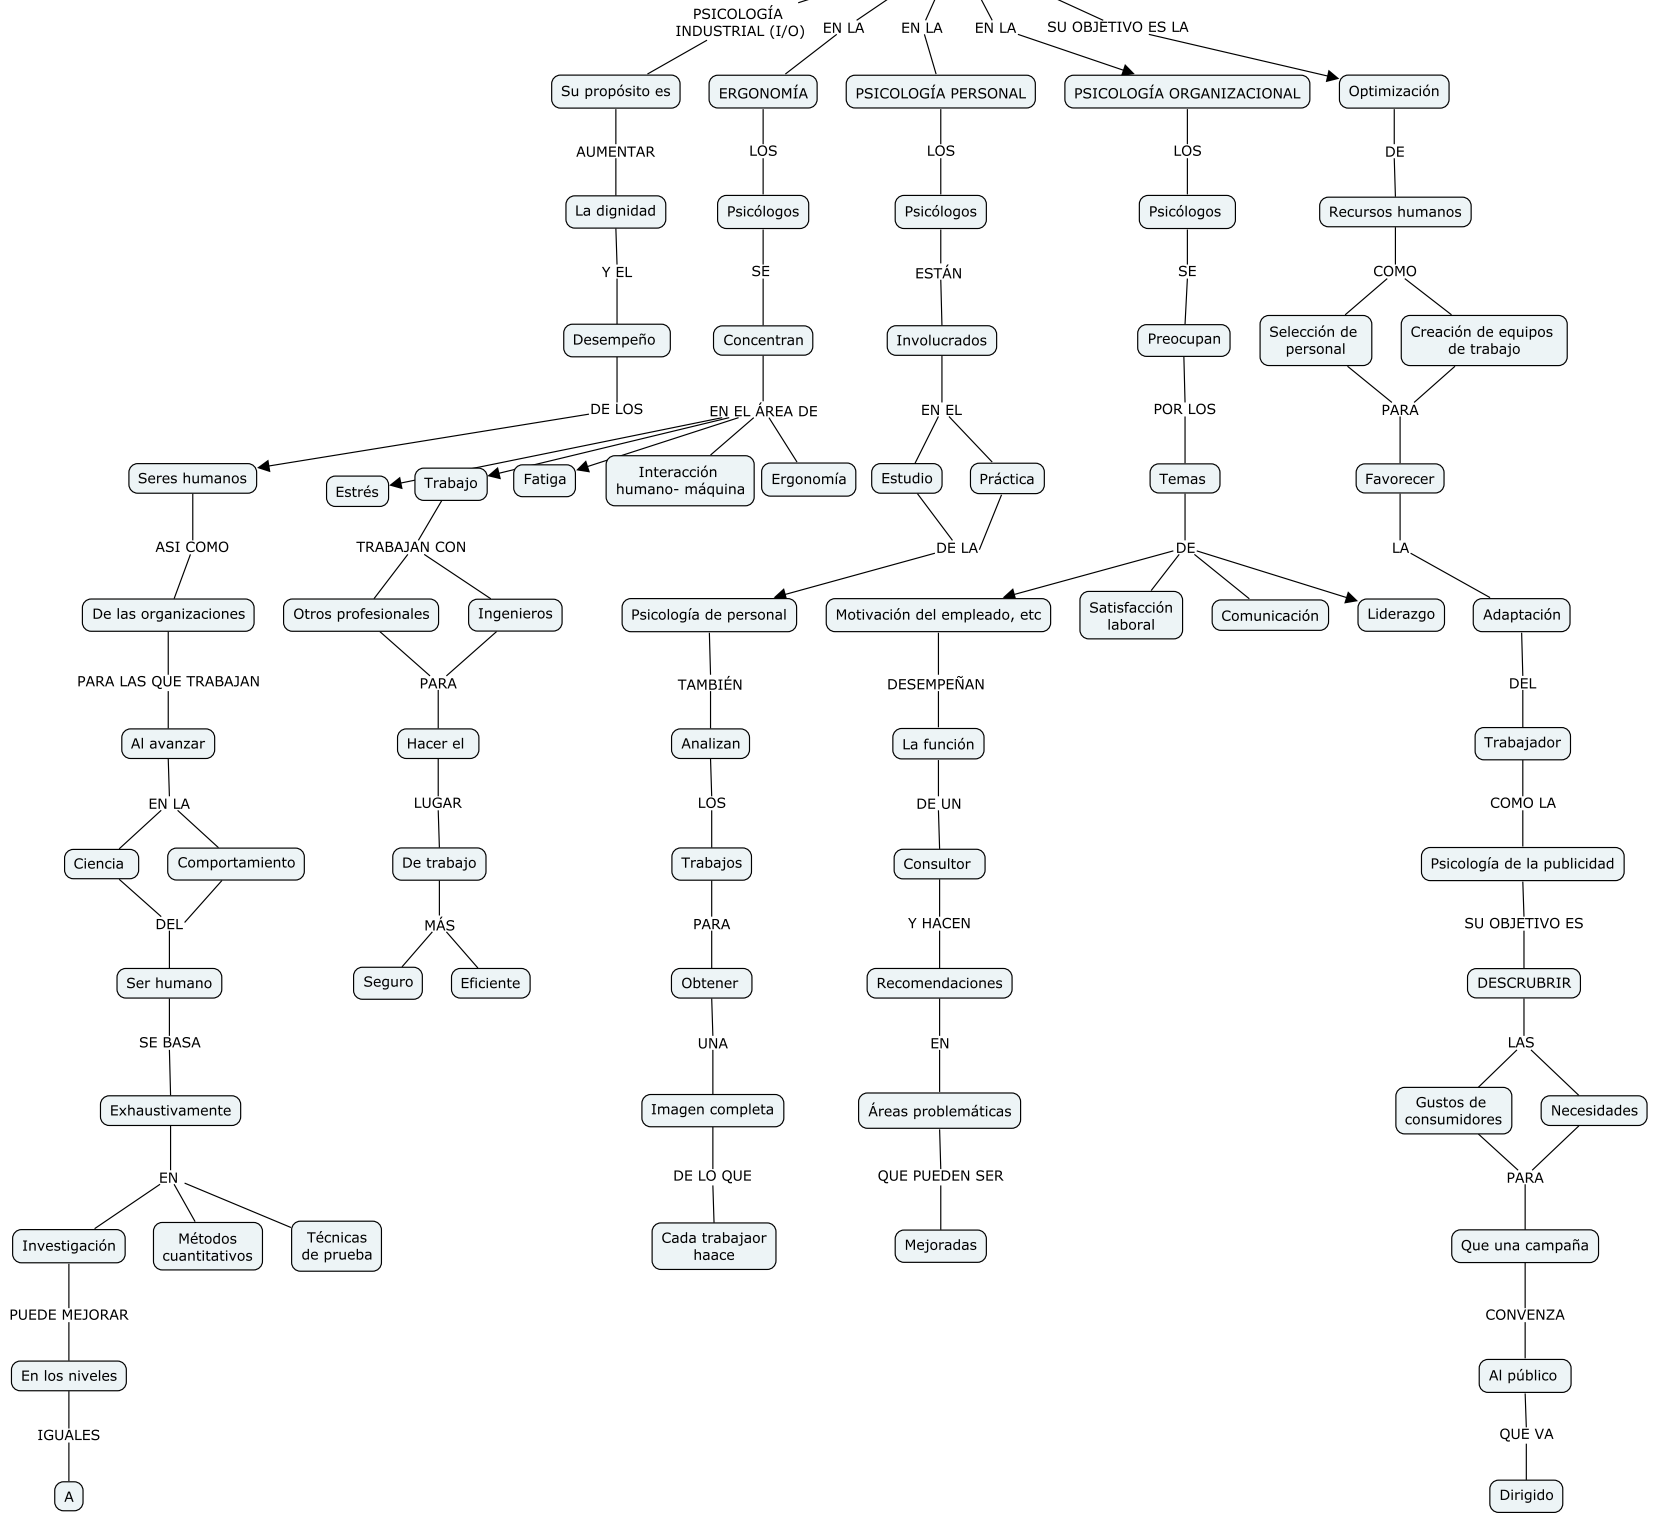 PSICOLOGÍA
INDUSTRIAL (I/O)
EN LA
EN LA
EN LA
SU OBJETIVO ES LA
Su propósito es
ERGONOMÍA
PSICOLOGÍA PERSONAL
PSICOLOGÍA ORGANIZACIONAL
Optimización
AUMENTAR
LOS
LOS
LOS
DE
La dignidad
Psicólogos
Psicólogos
Psicólogos
Recursos humanos
Y EL
SE
ESTÁN
SE
COMO
Desempeño
Concentran
Involucrados
Preocupan
Selección de
personal
Creación de equipos
de trabajo
DE LOS
EN EL ÁREA DE
EN EL
POR LOS
PARA
Seres humanos
Estrés
Trabajo
Fatiga
Interacción
humano- máquina
Ergonomía
Estudio
Práctica
Temas
Favorecer
ASI COMO
TRABAJAN CON
DE LA
DE
LA
De las organizaciones
Otros profesionales
Ingenieros
Psicología de personal
Motivación del empleado, etc
Satisfacción
laboral
Comunicación
Liderazgo
Adaptación
PARA LAS QUE TRABAJAN
PARA
TAMBIÉN
DESEMPEÑAN
DEL
Al avanzar
Hacer el
Analizan
La función
Trabajador
EN LA
LUGAR
LOS
DE UN
COMO LA
Ciencia
Comportamiento
De trabajo
Trabajos
Consultor
Psicología de la publicidad
DEL
MÁS
PARA
Y HACEN
SU OBJETIVO ES
Ser humano
Seguro
Eficiente
Obtener
Recomendaciones
DESCRUBRIR
SE BASA
UNA
EN
LAS
Exhaustivamente
Imagen completa
Áreas problemáticas
Gustos de
consumidores
Necesidades
EN
DE LO QUE
QUE PUEDEN SER
PARA
Investigación
Métodos
cuantitativos
Técnicas
de prueba
Cada trabajaor
haace
Mejoradas
Que una campaña
PUEDE MEJORAR
CONVENZA
En los niveles
Al público
IGUALES
QUE VA
A
Dirigido